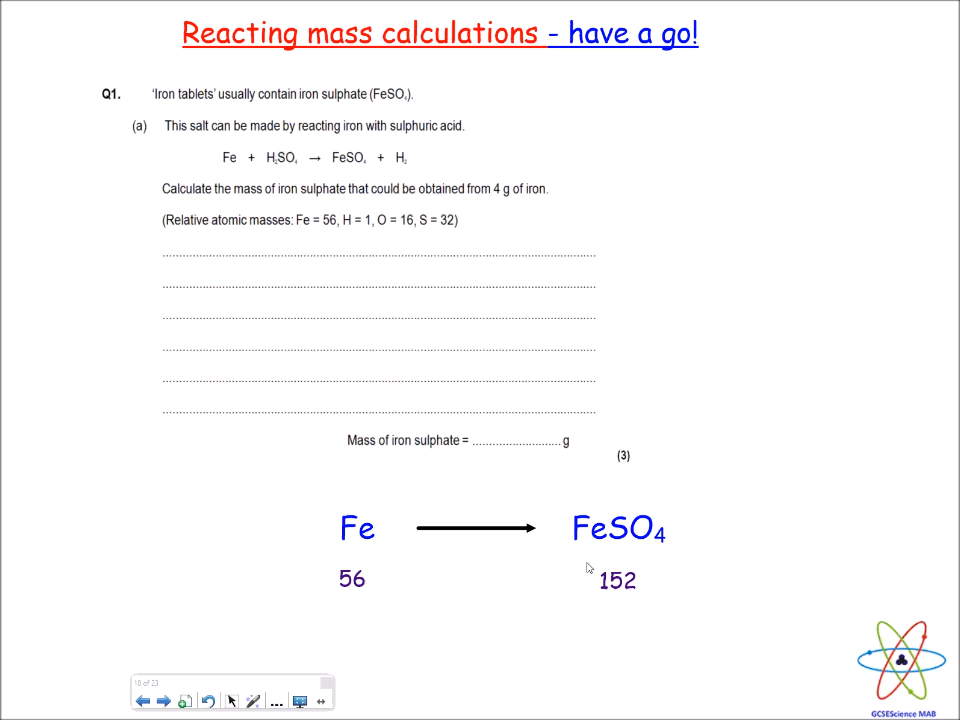 Reacting mass calculations - have a go!
Q1. 'Iron tablets' usually contain iron sulphate (FeSO₄).
(a) This salt can be made by reacting iron with sulphuric acid.
Fe + H₂SO₄ → FeSO₄ + H₂
Calculate the mass of iron sulphate that could be obtained from 4 g of iron.
(Relative atomic masses: Fe = 56, H = 1, O = 16, S = 32)
Mass of iron sulphate = .......................... g
(3)
Fe → FeSO₄
56 152
10 of 23
GCSEScience MAB